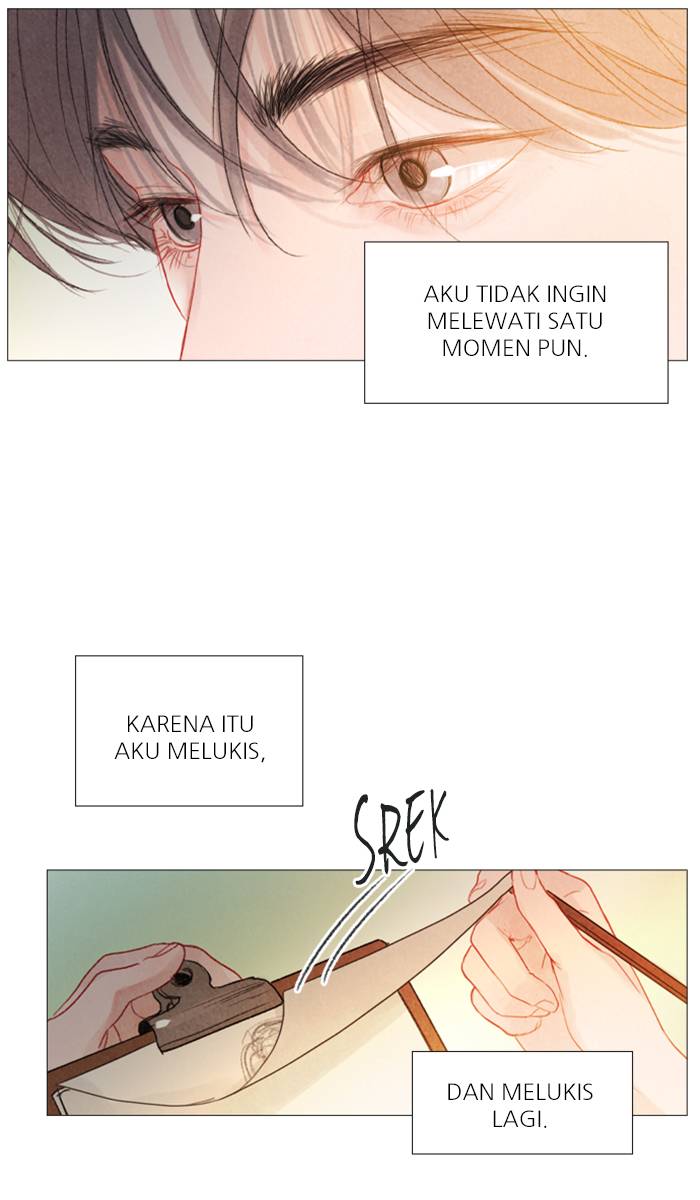 AKU TIDAK INGIN
MELEWATI SATU
MOMEN PUN.
KARENA ITU
AKU MELUKIS,
SREK
DAN MELUKIS
LAGI.